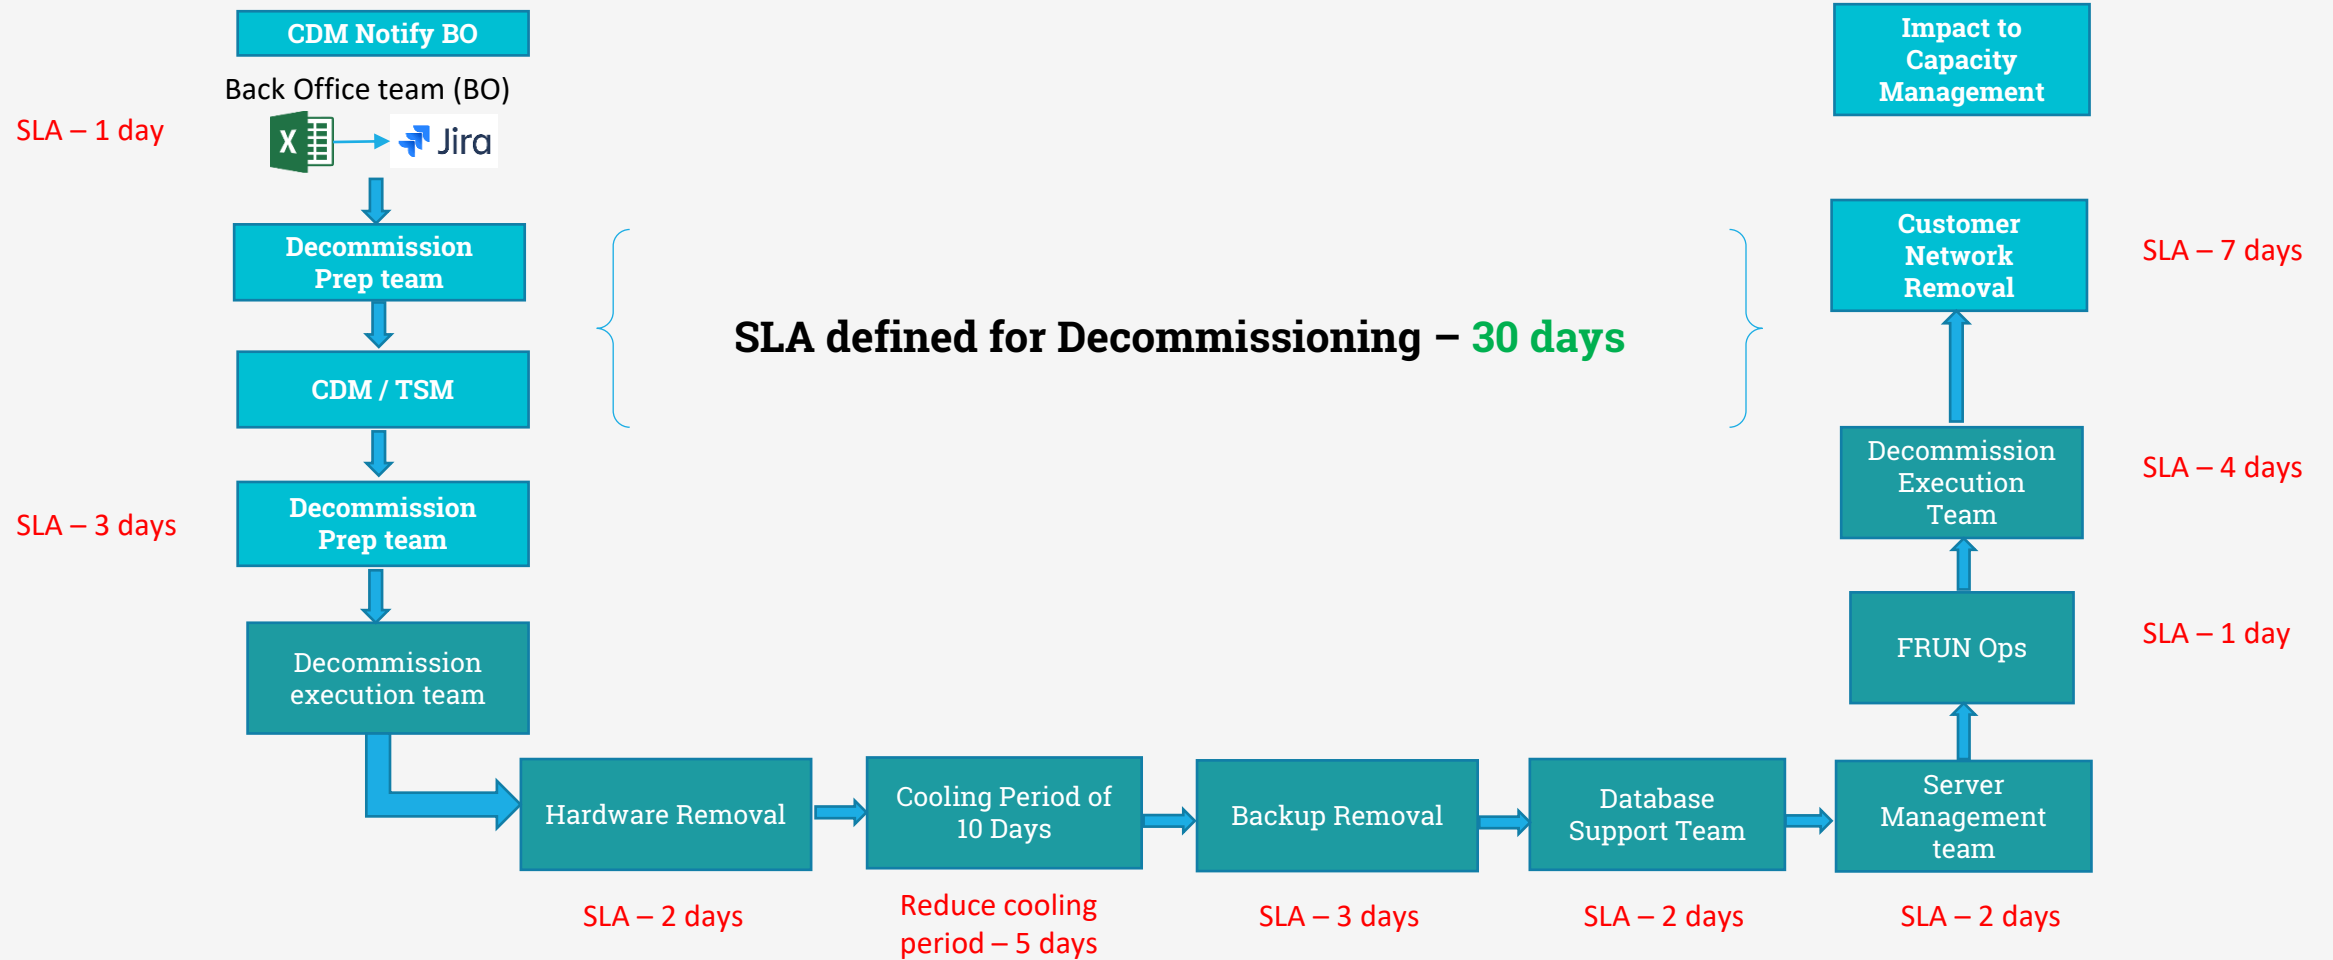 CDM Notify BO
Back Office team (BO)
SLA – 1 day
X
Jira
Decommission
Prep team
CDM / TSM
SLA – 3 days
Decommission
Prep team
Decommission
execution team
SLA defined for Decommissioning – 30 days
Hardware Removal
SLA – 2 days
Cooling Period of
10 Days
Reduce cooling
period – 5 days
Backup Removal
SLA – 3 days
Database
Support Team
SLA – 2 days
Server
Management
team
SLA – 2 days
FRUN Ops
SLA – 1 day
Decommission
Execution
Team
SLA – 4 days
Customer
Network
Removal
SLA – 7 days
Impact to
Capacity
Management